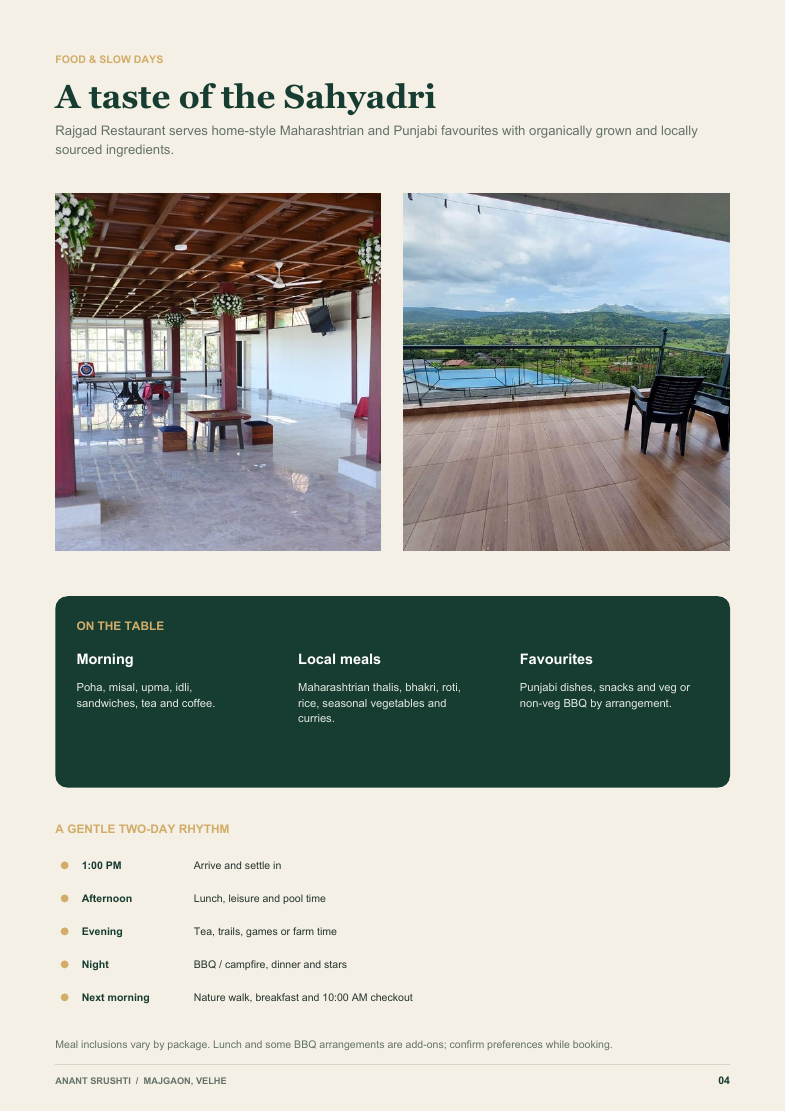 FOOD & SLOW DAYS
A taste of the Sahyadri
Rajgad Restaurant serves home-style Maharashtrian and Punjabi favourites with organically grown and locally
sourced ingredients.
ON THE TABLE
Morning
Poha, misal, upma, idli,
sandwiches, tea and coffee.
Local meals
Maharashtrian thalis, bhakri, roti,
rice, seasonal vegetables and
curries.
Favourites
Punjabi dishes, snacks and veg or
non-veg BBQ by arrangement.
A GENTLE TWO-DAY RHYTHM
1:00 PM Arrive and settle in
Afternoon Lunch, leisure and pool time
Evening Tea, trails, games or farm time
Night BBQ / campfire, dinner and stars
Next morning Nature walk, breakfast and 10:00 AM checkout
Meal inclusions vary by package. Lunch and some BBQ arrangements are add-ons; confirm preferences while booking.
ANANT SRUSHTI / MAJGAON, VELHE 04